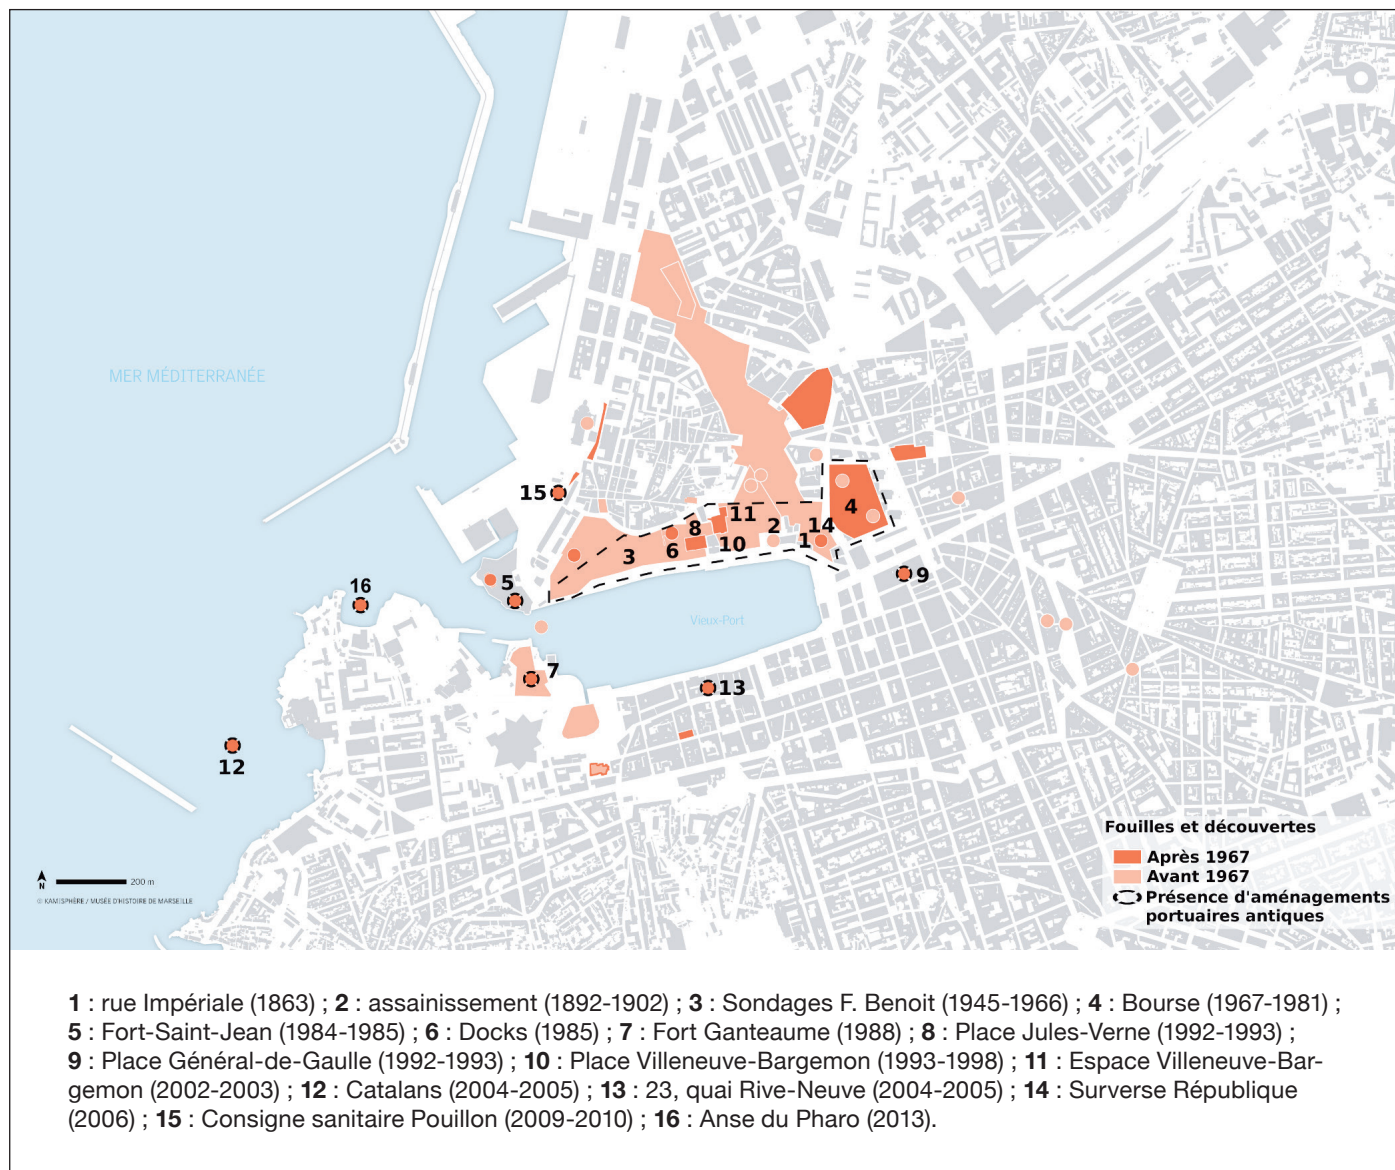 MER MÉDITERRANÉE
15
16
5
3
6
8
11
10
2
1
14
4
9
Vieux-Port
7
13
12
Fouilles et découvertes
Après 1967
Avant 1967
Présence d'aménagements
portuaires antiques
N
200 m
© KAMISPHÈRE / MUSÉE D'HISTOIRE DE MARSEILLE
1 : rue Impériale (1863) ; 2 : assainissement (1892-1902) ; 3 : Sondages F. Benoit (1945-1966) ; 4 : Bourse (1967-1981) ;
5 : Fort-Saint-Jean (1984-1985) ; 6 : Docks (1985) ; 7 : Fort Ganteaume (1988) ; 8 : Place Jules-Verne (1992-1993) ;
9 : Place Général-de-Gaulle (1992-1993) ; 10 : Place Villeneuve-Bargemon (1993-1998) ; 11 : Espace Villeneuve-Bar-
gemon (2002-2003) ; 12 : Catalans (2004-2005) ; 13 : 23, quai Rive-Neuve (2004-2005) ; 14 : Surverse République
(2006) ; 15 : Consigne sanitaire Pouillon (2009-2010) ; 16 : Anse du Pharo (2013).